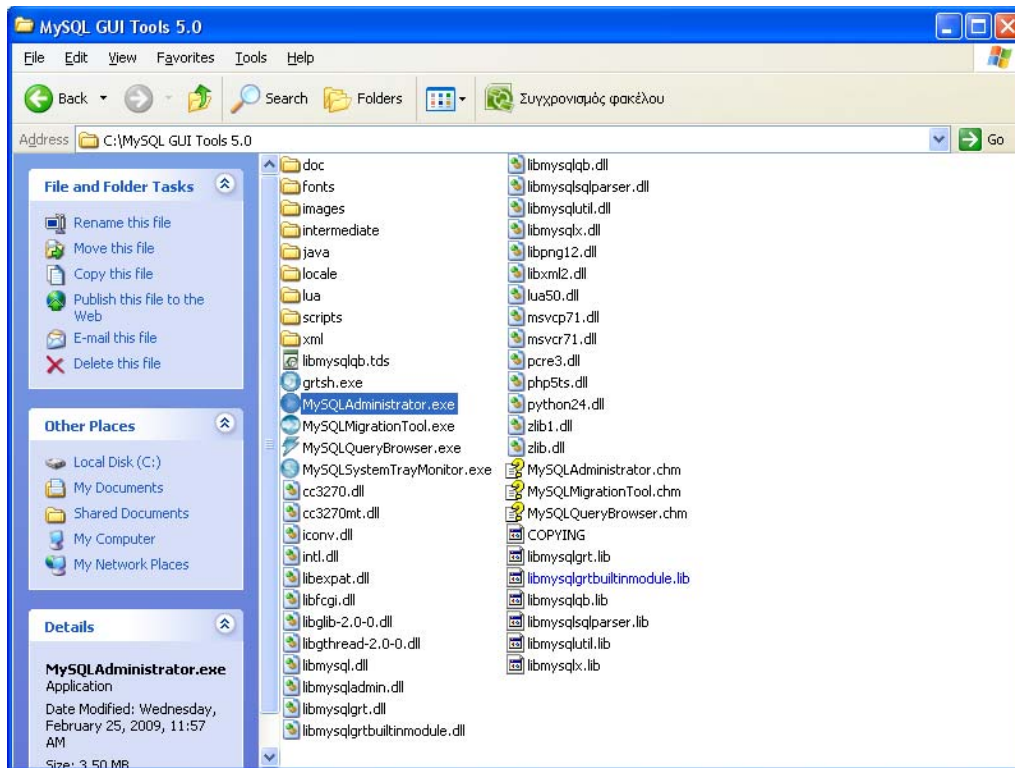 MySQL GUI Tools 5.0
File Edit View Favorites Tools Help
Back Search Folders Συγχρονισμός φακέλου
Address C:\MySQL GUI Tools 5.0 Go
File and Folder Tasks
Rename this file
Move this file
Copy this file
Publish this file to the
Web
E-mail this file
Delete this file
Other Places
Local Disk (C:)
My Documents
Shared Documents
My Computer
My Network Places
Details
MySQLAdministrator.exe
Application
Date Modified: Wednesday,
February 25, 2009, 11:57
AM
Size: 3,50 MB
doc
fonts
images
intermediate
java
locale
lua
scripts
xml
libmysqlqb.tds
grtsh.exe
MySQLAdministrator.exe
MySQLMigrationTool.exe
MySQLQueryBrowser.exe
MySQLSystemTrayMonitor.exe
cc3270.dll
cc3270mt.dll
iconv.dll
intl.dll
libexpat.dll
libfcgi.dll
libglib-2.0-0.dll
libgthread-2.0-0.dll
libmysql.dll
libmysqladmin.dll
libmysqlgrt.dll
libmysqlgrtbuiltinmodule.dll
libmysqlqb.dll
libmysqlsqlparser.dll
libmysqlutil.dll
libmysqlx.dll
libpng12.dll
libxml2.dll
lua50.dll
msvcp71.dll
msvcr71.dll
pcre3.dll
php5ts.dll
python24.dll
zlib1.dll
zlib.dll
MySQLAdministrator.chm
MySQLMigrationTool.chm
MySQLQueryBrowser.chm
COPYING
libmysqlgrt.lib
libmysqlgrtbuiltinmodule.lib
libmysqlqb.lib
libmysqlsqlparser.lib
libmysqlutil.lib
libmysqlx.lib